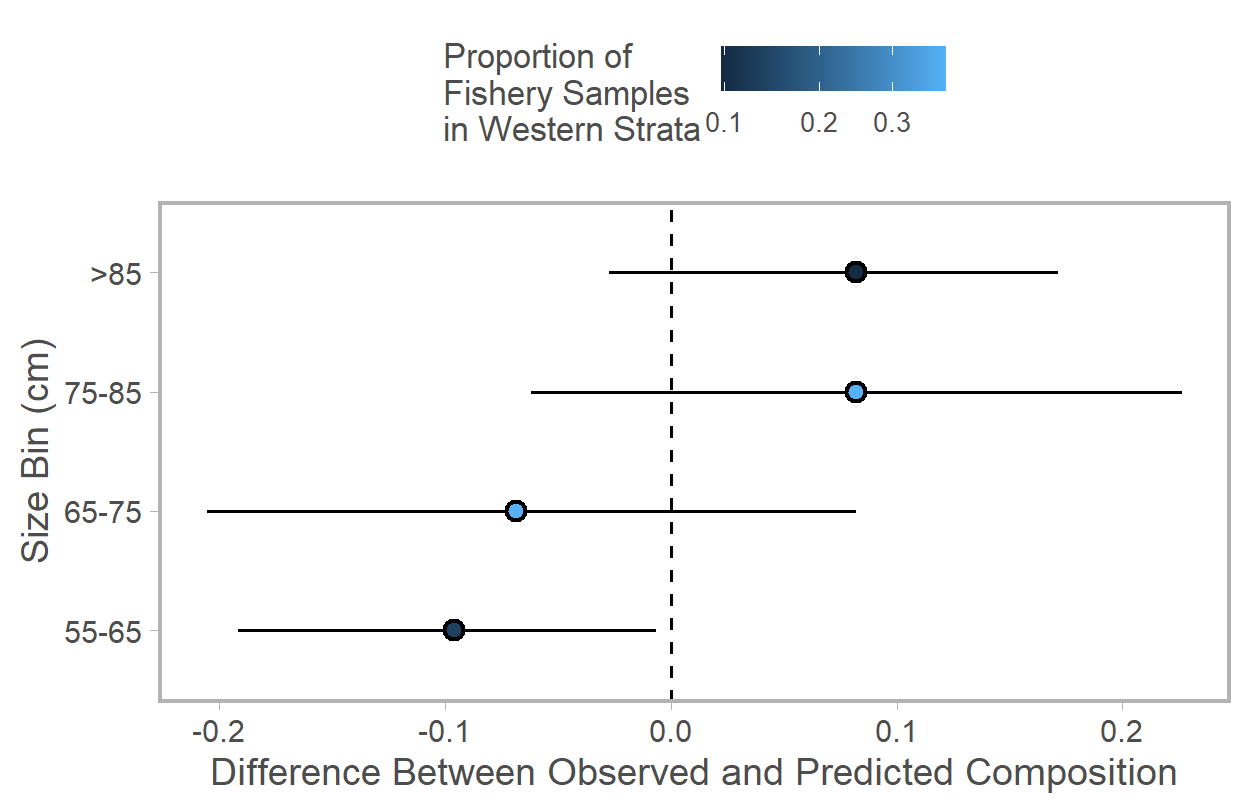 Proportion of
Fishery Samples
in Western Strata
0.1 0.2 0.3
Size Bin (cm)
>85
75-85
65-75
55-65
-0.2 -0.1 0.0 0.1 0.2
Difference Between Observed and Predicted Composition